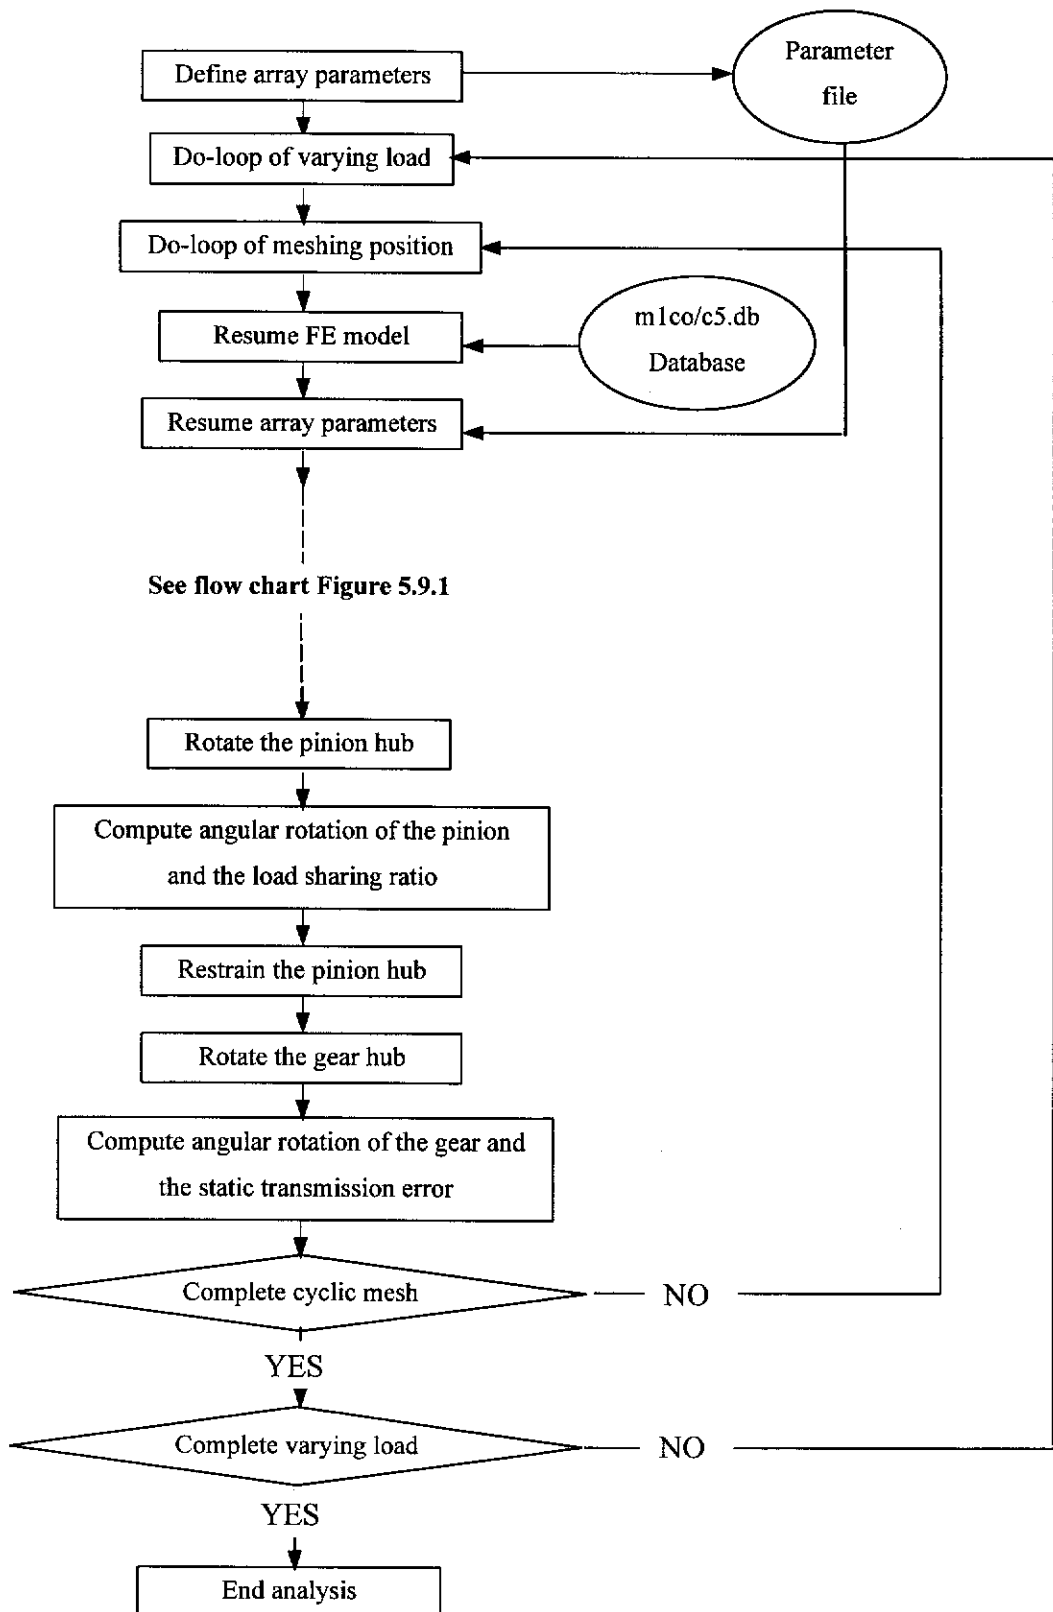 Define array parameters
Parameter
file
Do-loop of varying load
Do-loop of meshing position
m1co/c5.db
Database
Resume FE model
Resume array parameters
See flow chart Figure 5.9.1
Rotate the pinion hub
Compute angular rotation of the pinion
and the load sharing ratio
Restrain the pinion hub
Rotate the gear hub
Compute angular rotation of the gear and
the static transmission error
Complete cyclic mesh
NO
YES
Complete varying load
NO
YES
End analysis